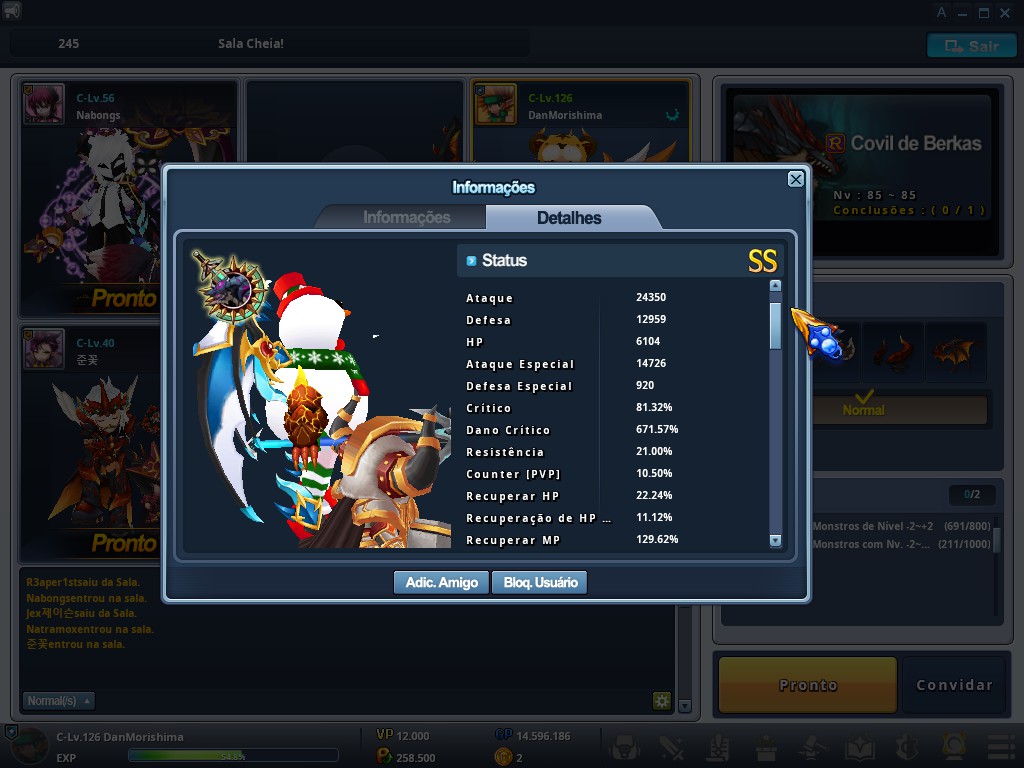 A
245 Sala Cheia!
Sair
C-Lv.56
Nabongs
C-Lv.126
DanMorishima
R Covil de Berkas
Nv : 85 ~ 85
Conclusões : ( 0 / 1 )
Informações
Informações Detalhes
Status SS
Ataque 24350
Defesa 12959
HP 6104
Ataque Especial 14726
Defesa Especial 920
Crítico 81.32%
Dano Crítico 671.57%
Resistência 21.00%
Counter [PVP] 10.50%
Recuperar HP 22.24%
Recuperação de HP ... 11.12%
Recuperar MP 129.62%
Adic. Amigo Bloq. Usuário
Pronto
C-Lv.40
준꽃
Pronto
Normal
0/2
Monstros de Nível -2~+2 (691/800)
Monstros com Nv. -2~... (211/1000)
R3aper1stsaiu da Sala.
Nabongsentrou na sala.
Jex제이슨saiu da Sala.
Natramoxentrou na sala.
준꽃entrou na sala.
Normal(/s)
Pronto Convidar
C-Lv.126 DanMorishima
EXP
VP 12.000
GP 14.596.186
258.500
2